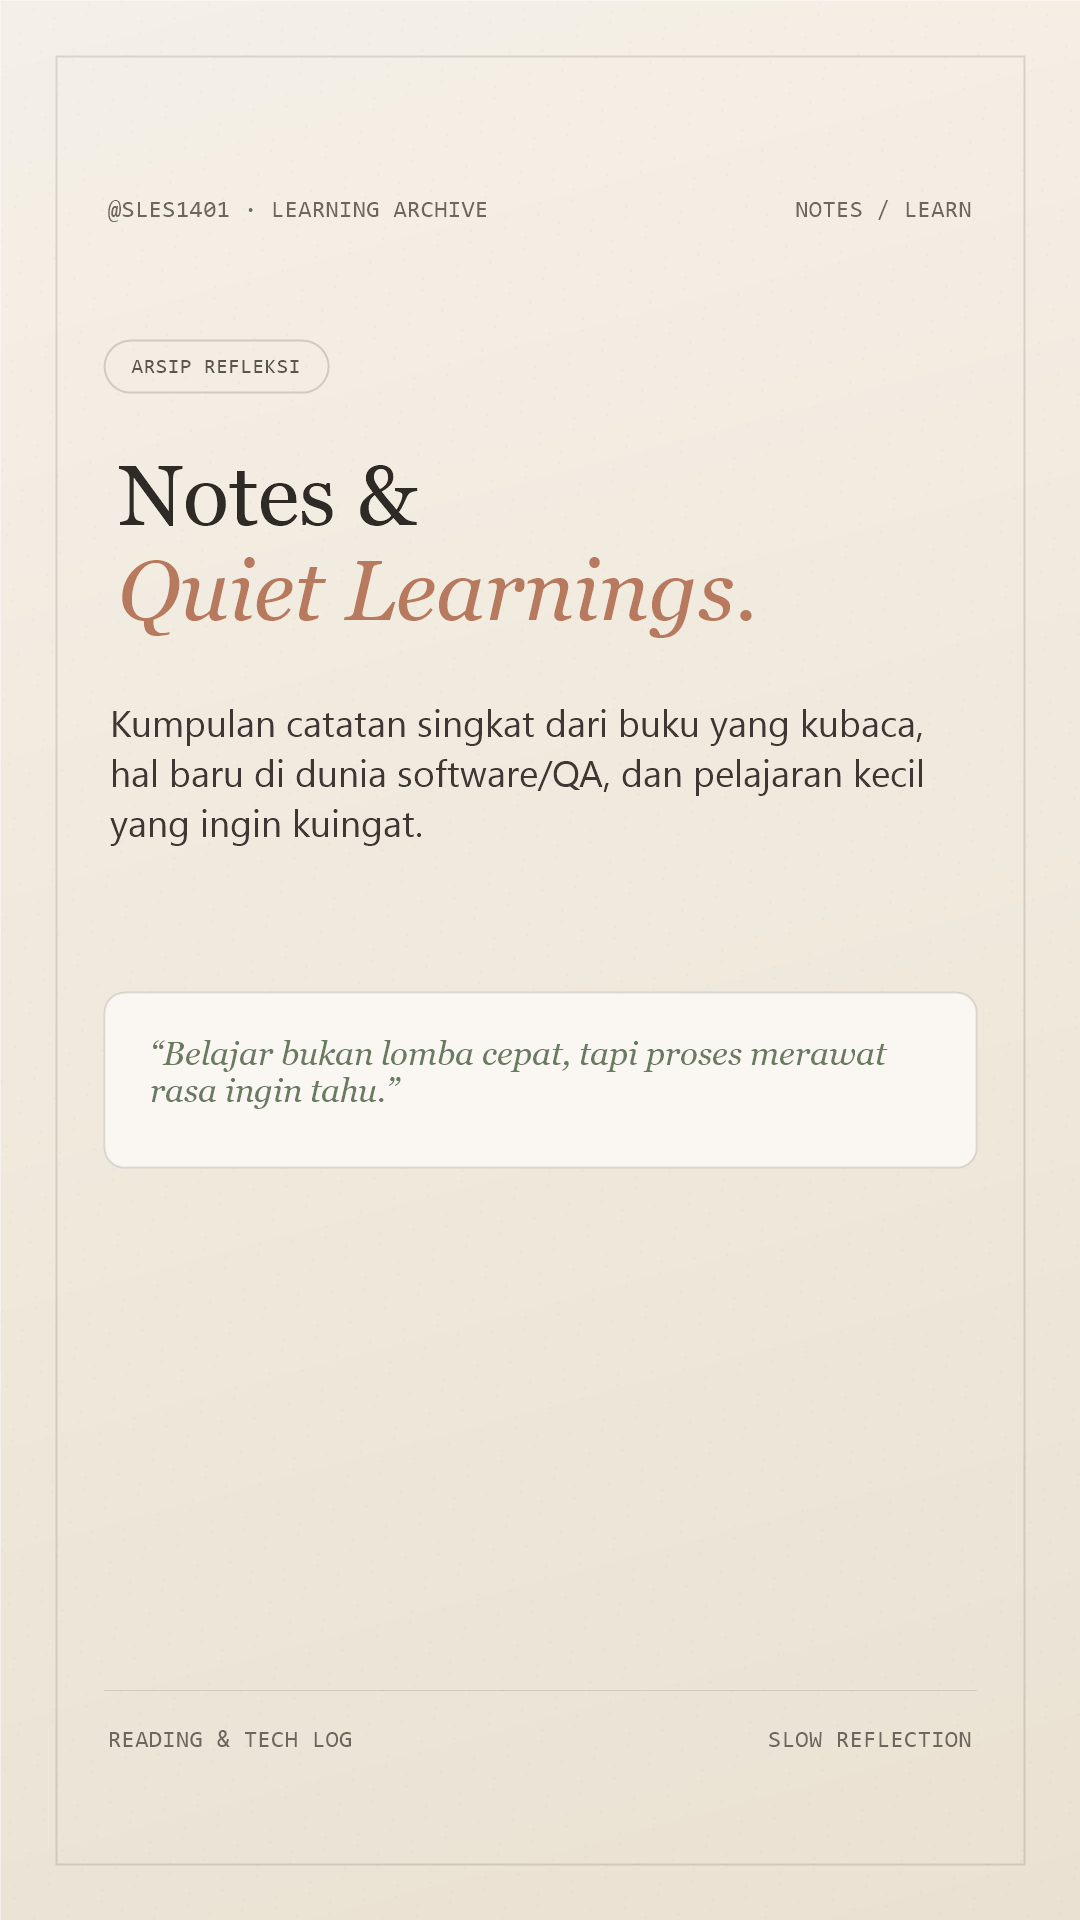 @SLES1401 · LEARNING ARCHIVE
NOTES / LEARN
ARSIP REFLEKSI
Notes &
Quiet Learnings.
Kumpulan catatan singkat dari buku yang kubaca,
hal baru di dunia software/QA, dan pelajaran kecil
yang ingin kuingat.
“Belajar bukan lomba cepat, tapi proses merawat
rasa ingin tahu.”
READING & TECH LOG
SLOW REFLECTION